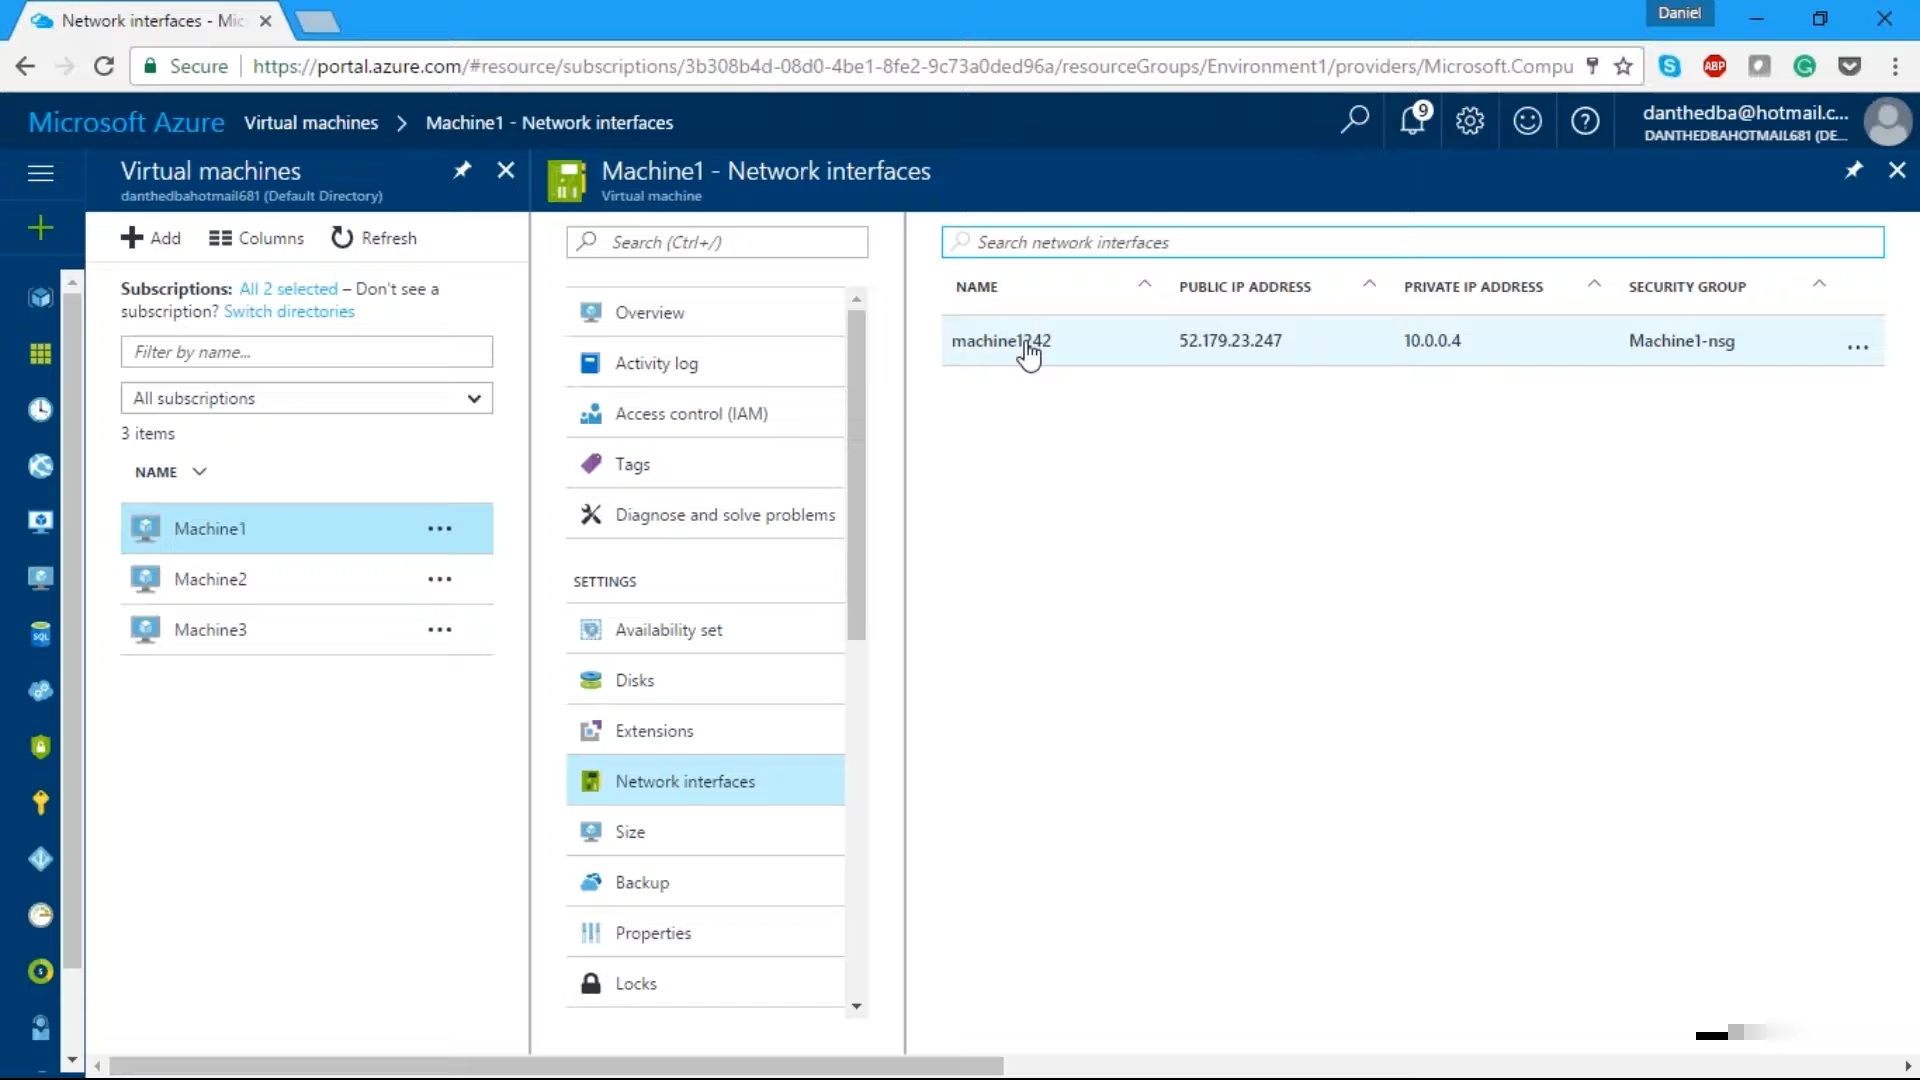 Network interfaces - Mic
Daniel
Secure
https://portal.azure.com/#resource/subscriptions/3b308b4d-08d0-4be1-8fe2-9c73a0ded96a/resourceGroups/Environment1/providers/Microsoft.Compu
ABP
Microsoft Azure Virtual machines > Machine1 - Network interfaces
9
danthedba@hotmail.c...
DANTHEDBAHOTMAIL681 (DE...
Virtual machines
danthedbahotmail681 (Default Directory)
Machine1 - Network interfaces
Virtual machine
Add Columns Refresh
Subscriptions: All 2 selected – Don't see a
subscription? Switch directories
Filter by name...
All subscriptions
3 items
NAME
Machine1 ...
Machine2 ...
Machine3 ...
SQL
Search (Ctrl+/)
Overview
Activity log
Access control (IAM)
Tags
Diagnose and solve problems
SETTINGS
Availability set
Disks
Extensions
Network interfaces
Size
Backup
Properties
Locks
Search network interfaces
NAME PUBLIC IP ADDRESS PRIVATE IP ADDRESS SECURITY GROUP
52.179.23.247 10.0.0.4 Machine1-nsg ...